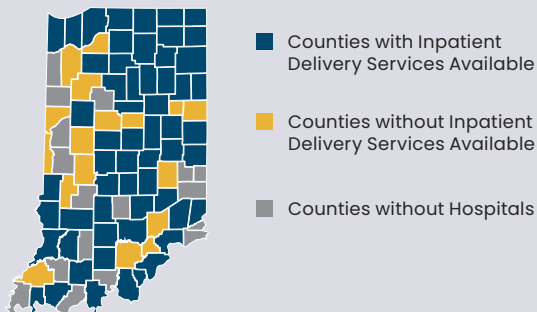 Counties with Inpatient
Delivery Services Available
Counties without Inpatient
Delivery Services Available
Counties without Hospitals